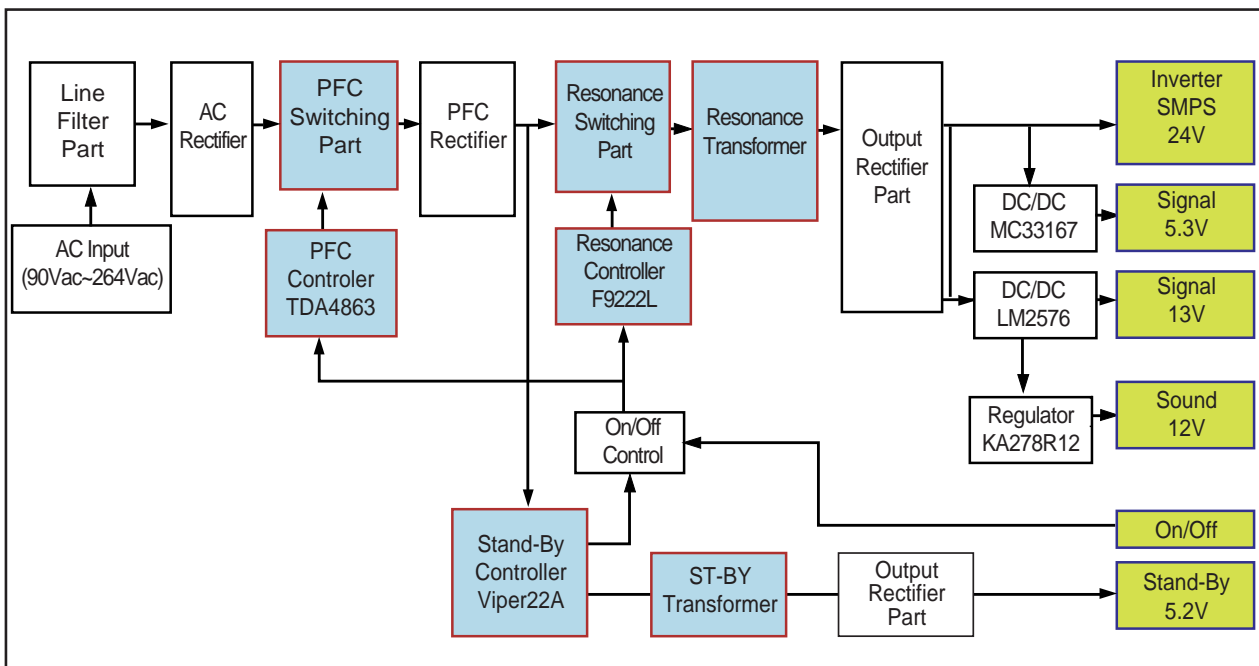 Line
Filter
Part
AC
Rectifier
PFC
Switching
Part
PFC
Rectifier
Resonance
Switching
Part
Resonance
Transformer
Output
Rectifier
Part
Inverter
SMPS
24V
DC/DC
MC33167
Signal
5.3V
AC Input
(90Vac~264Vac)
PFC
Controler
TDA4863
Resonance
Controller
F9222L
DC/DC
LM2576
Signal
13V
Regulator
KA278R12
Sound
12V
On/Off
Control
On/Off
Stand-By
Controller
Viper22A
ST-BY
Transformer
Output
Rectifier
Part
Stand-By
5.2V